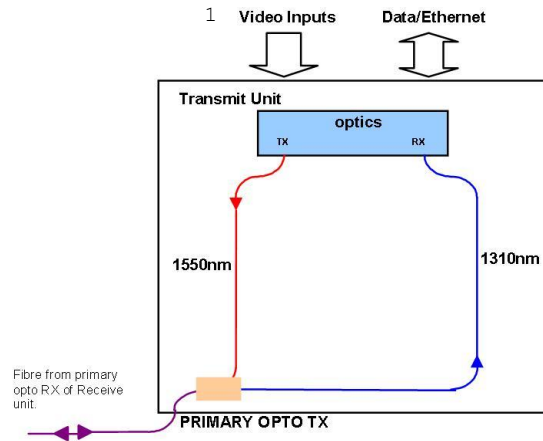 1 Video Inputs Data/Ethernet
Transmit Unit
optics
TX RX
1550nm
1310nm
Fibre from primary
opto RX of Receive
unit.
PRIMARY OPTO TX